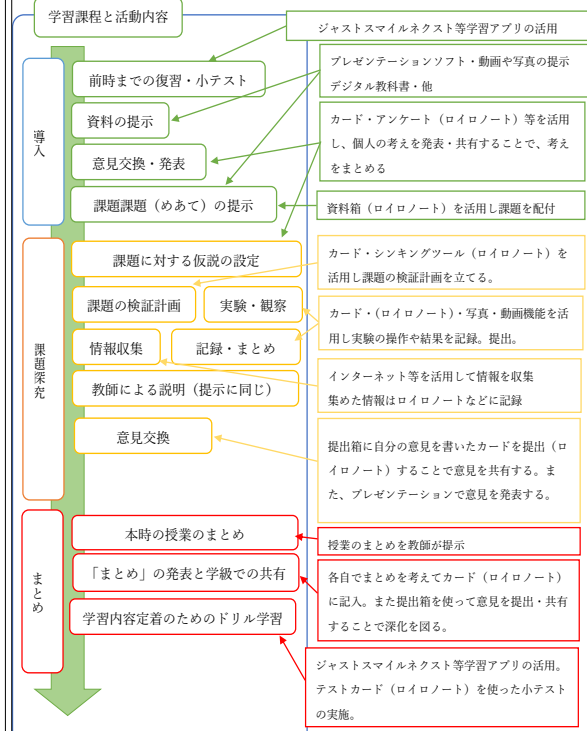 学習課程と活動内容
ジャストスマイルネクスト等学習アプリの活用
導入
前時までの復習・小テスト
プレゼンテーションソフト・動画や写真の提示
デジタル教科書・他
資料の提示
カード・アンケート（ロイロノート）等を活用
し、個人の考えを発表・共有することで、考え
をまとめる
意見交換・発表
課題課題（めあて）の提示
資料箱（ロイロノート）を活用し課題を配付
課題深究
課題に対する仮説の設定
カード・シンキングツール（ロイロノート）を
活用し課題の検証計画を立てる。
課題の検証計画
実験・観察
カード・（ロイロノート）・写真・動画機能を活
用し実験の操作や結果を記録。提出。
情報収集
記録・まとめ
教師による説明（提示に同じ）
インターネット等を活用して情報を収集
集めた情報はロイロノートなどに記録
意見交換
提出箱に自分の意見を書いたカードを提出（ロ
イロノート）することで意見を共有する。ま
た、プレゼンテーションで意見を発表する。
まとめ
本時の授業のまとめ
授業のまとめを教師が提示
「まとめ」の発表と学級での共有
各自でまとめを考えてカード（ロイロノート）
に記入。また提出箱を使って意見を提出・共有
することで深化を図る。
学習内容定着のためのドリル学習
ジャストスマイルネクスト等学習アプリの活用。
テストカード（ロイロノート）を使った小テスト
の実施。